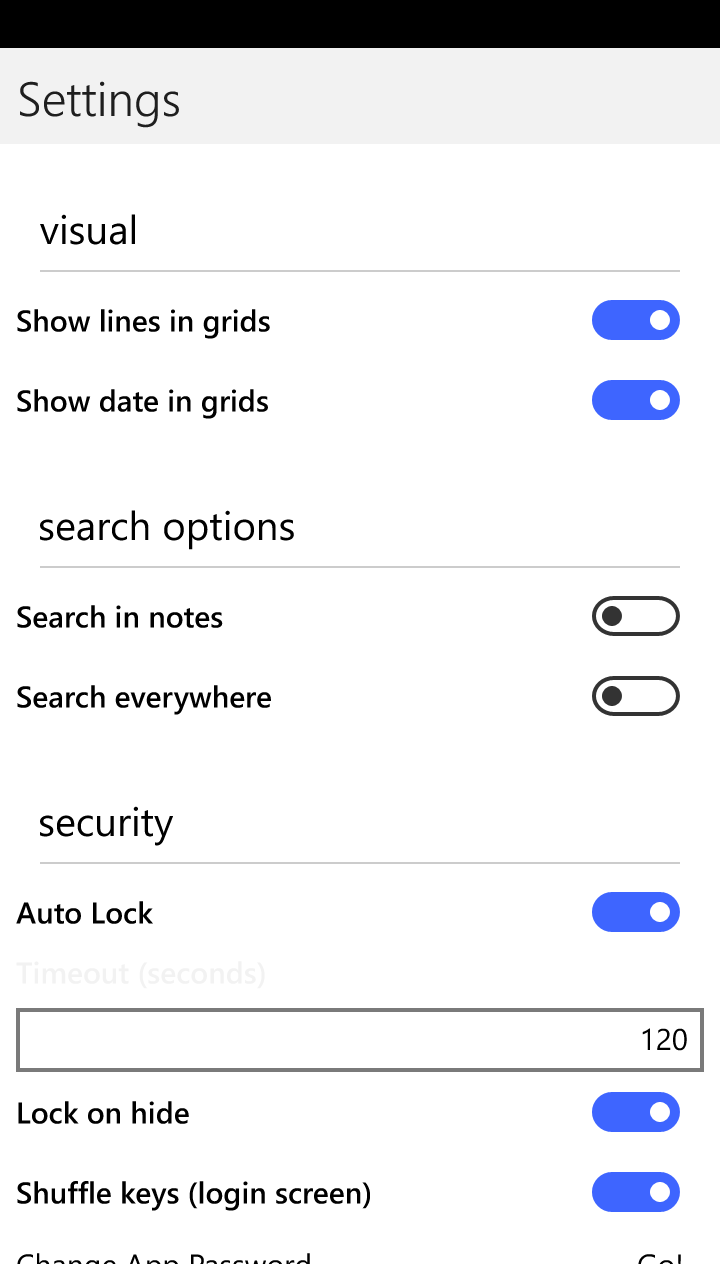 Settings
visual
Show lines in grids
Show date in grids
search options
Search in notes
Search everywhere
security
Auto Lock
Timeout (seconds)
120
Lock on hide
Shuffle keys (login screen)
Change App Password Go!